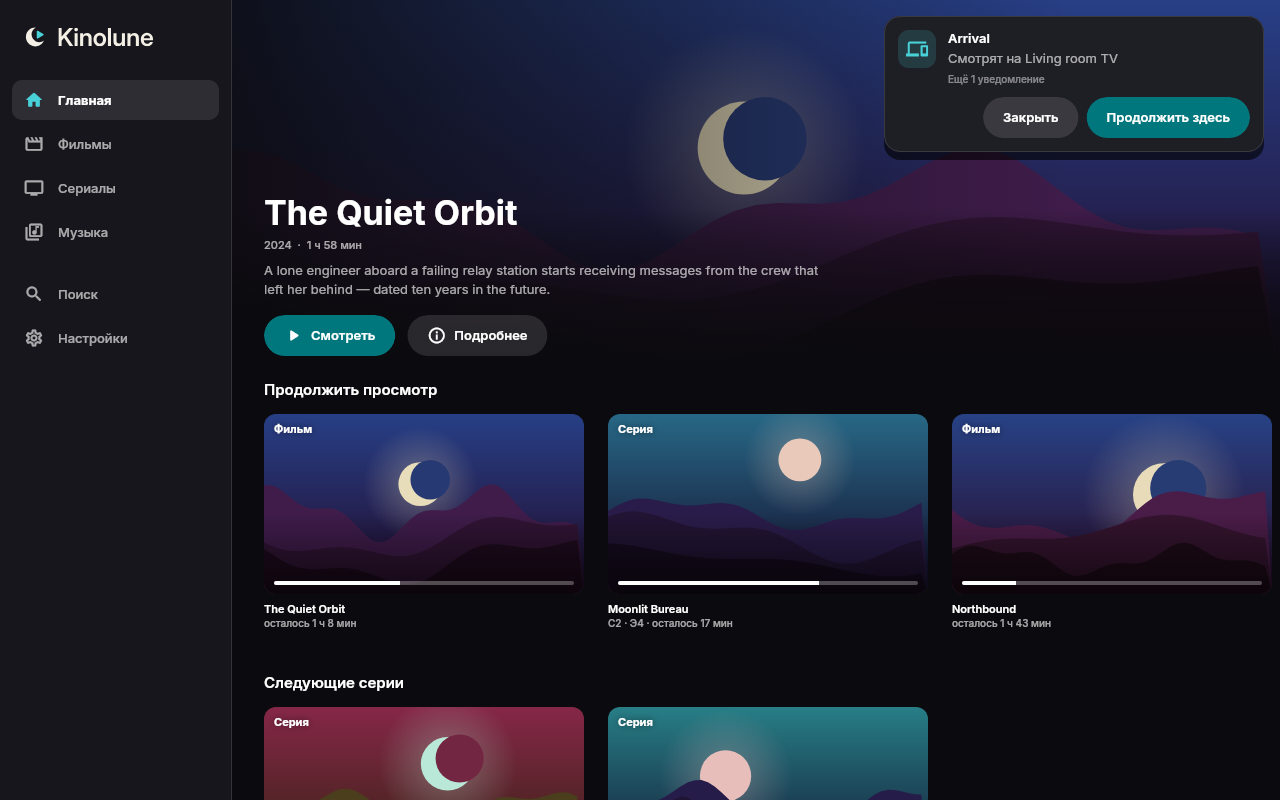 Kinolune
Главная
Фильмы
Сериалы
Музыка
Поиск
Настройки
Arrival
Смотрят на Living room TV
Ещё 1 уведомление
Закрыть
Продолжить здесь
The Quiet Orbit
2024 · 1 ч 58 мин
A lone engineer aboard a failing relay station starts receiving messages from the crew that
left her behind — dated ten years in the future.
Смотреть
Подробнее
Продолжить просмотр
Фильм
Серия
Фильм
The Quiet Orbit
осталось 1 ч 8 мин
Moonlit Bureau
С2 · Э4 · осталось 17 мин
Northbound
осталось 1 ч 43 мин
Следующие серии
Серия
Серия